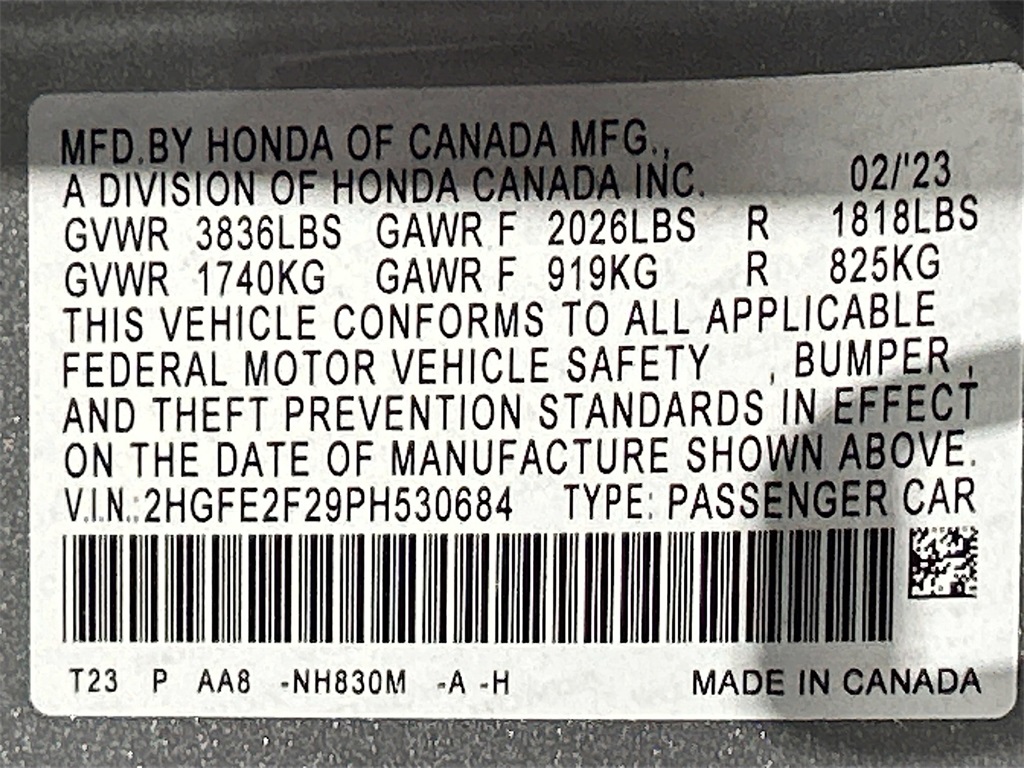 MFD.BY HONDA OF CANADA MFG.,
A DIVISION OF HONDA CANADA INC. 02/'23
GVWR 3836LBS GAWR F 2026LBS R 1818LBS
GVWR 1740KG GAWR F 919KG R 825KG
THIS VEHICLE CONFORMS TO ALL APPLICABLE
FEDERAL MOTOR VEHICLE SAFETY , BUMPER ,
AND THEFT PREVENTION STANDARDS IN EFFECT
ON THE DATE OF MANUFACTURE SHOWN ABOVE.
V.I.N.:2HGFE2F29PH530684 TYPE: PASSENGER CAR
T23 P AA8 -NH830M -A -H MADE IN CANADA